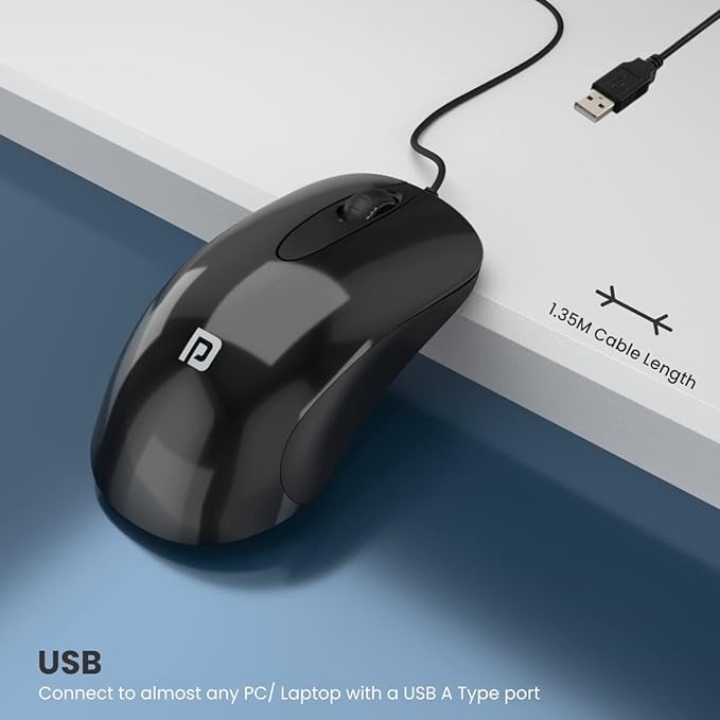 1.35M Cable Length
USB
Connect to almost any PC/ Laptop with a USB A Type port